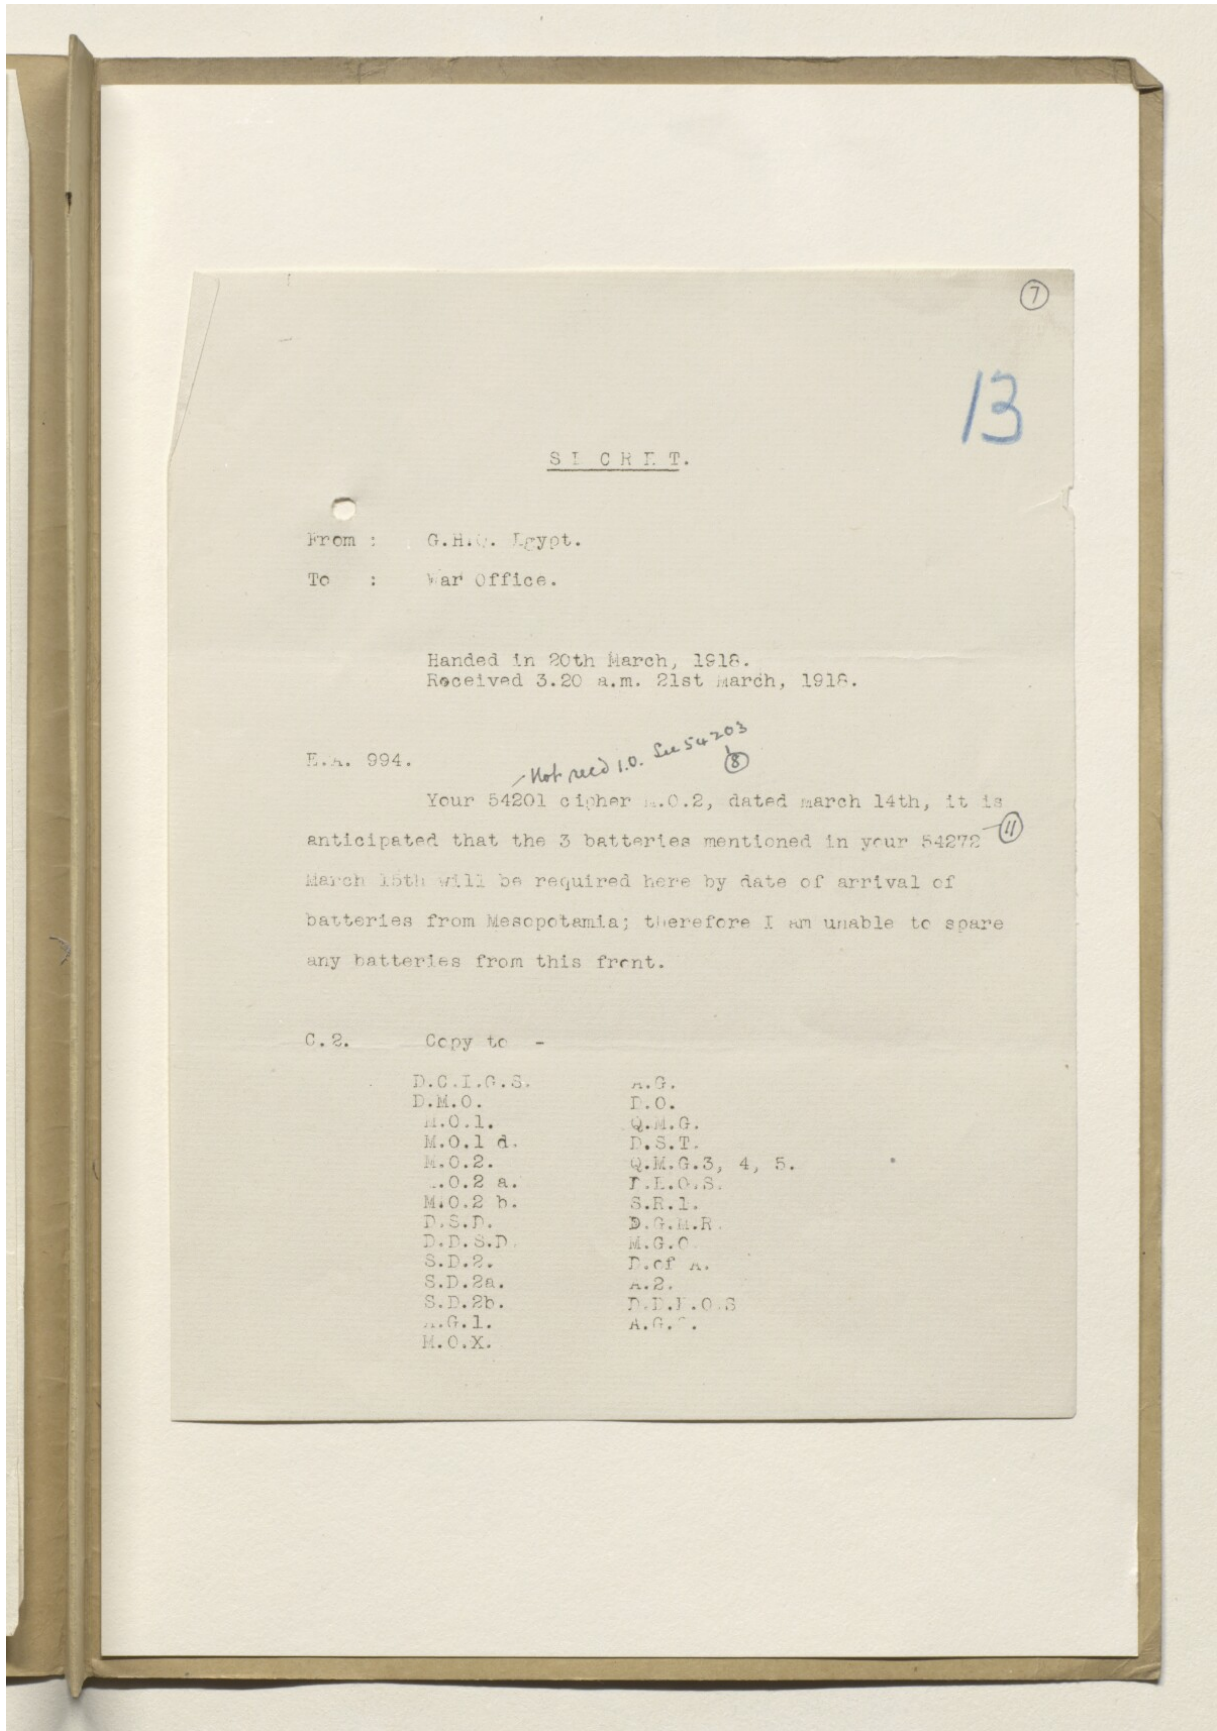 7
13
SECRET.
From : G.H.Q. Egypt.
To : War Office.
Handed in 20th March, 1918.
Received 3.20 a.m. 21st March, 1918.
E.A. 994.
Not recd I.O. See 54203
8
Your 54201 cipher M.O.2, dated March 14th, it is
anticipated that the 3 batteries mentioned in your 54272
11
March 15th will be required here by date of arrival of
batteries from Mesopotamia; therefore I am unable to spare
any batteries from this front.
C.2. Copy to -
D.C.I.G.S. A.G.
D.M.O. D.O.
M.O.1. Q.M.G.
M.O.1 d. D.S.T.
M.O.2. Q.M.G.3, 4, 5.
M.O.2 a. D.E.O.S.
M.O.2 b. S.R.1.
D.S.D. D.G.M.R.
D.D.S.D. M.G.O.
S.D.2. D.of A.
S.D.2a. A.2.
S.D.2b. D.D.E.O.S
A.G.1.
M.O.X.